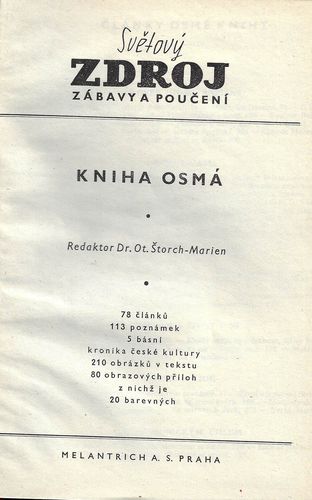 Světový
ZDROJ
ZÁBAVY A POUČENÍ
KNIHA OSMÁ
Redaktor Dr. Ot. Štorch-Marien
78 článků
113 poznámek
5 básní
kronika české kultury
210 obrázků v textu
80 obrazových příloh
z nichž je
20 barevných
MELANTRICH A. S. PRAHA